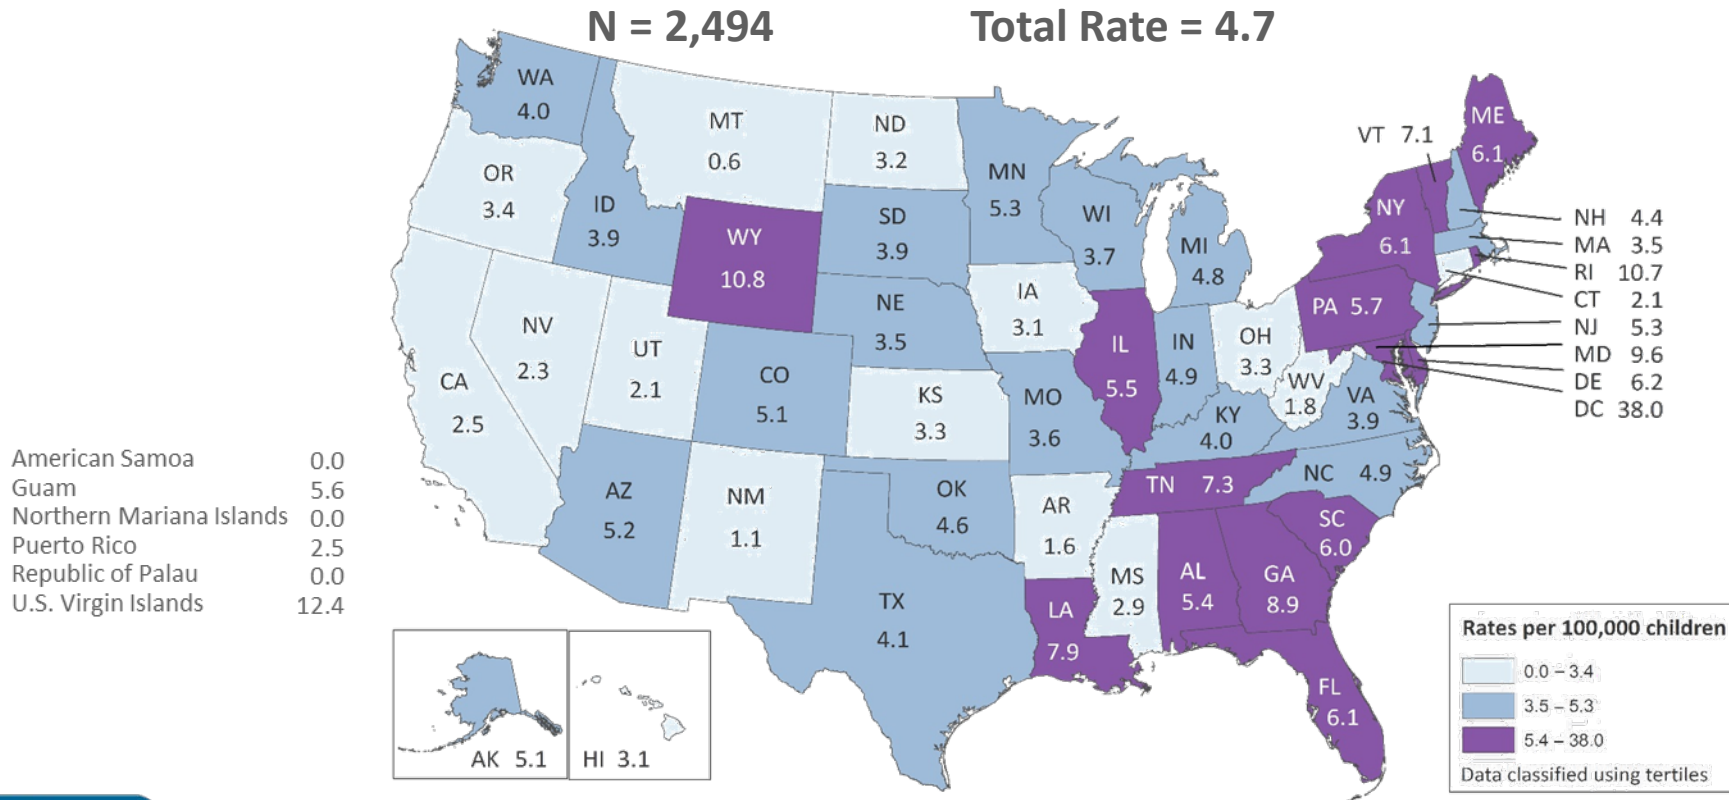 N = 2,494
Total Rate = 4.7
WA
4.0
OR
3.4
CA
2.5
NV
2.3
ID
3.9
MT
0.6
WY
10.8
UT
2.1
CO
5.1
AZ
5.2
NM
1.1
ND
3.2
SD
3.9
NE
3.5
KS
3.3
OK
4.6
TX
4.1
MN
5.3
IA
3.1
MO
3.6
AR
1.6
LA
7.9
WI
3.7
IL
5.5
MI
4.8
IN
4.9
OH
3.3
KY
4.0
TN 7.3
MS
2.9
AL
5.4
GA
8.9
FL
6.1
SC
6.0
NC 4.9
VA
3.9
WV
1.8
PA 5.7
NY
6.1
VT 7.1
ME
6.1
NH 4.4
MA 3.5
RI 10.7
CT 2.1
NJ 5.3
MD 9.6
DE 6.2
DC 38.0
American Samoa 0.0
Guam 5.6
Northern Mariana Islands 0.0
Puerto Rico 2.5
Republic of Palau 0.0
U.S. Virgin Islands 12.4
AK 5.1
HI 3.1
Rates per 100,000 children
0.0 – 3.4
3.5 – 5.3
5.4 – 38.0
Data classified using tertiles